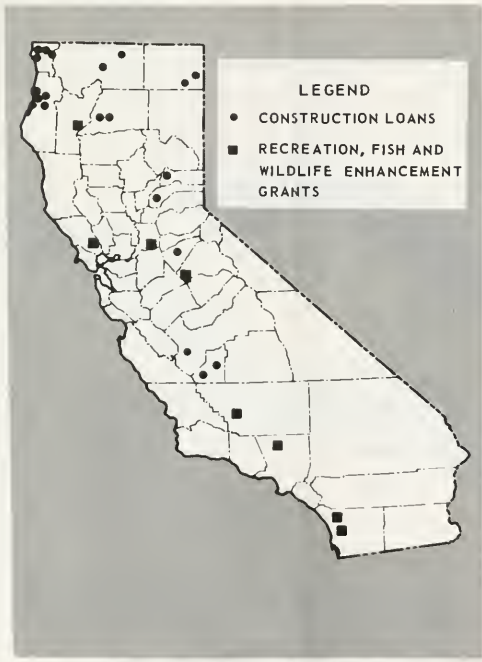 LEGEND
CONSTRUCTION LOANS
RECREATION, FISH AND
WILDLIFE ENHANCEMENT
GRANTS